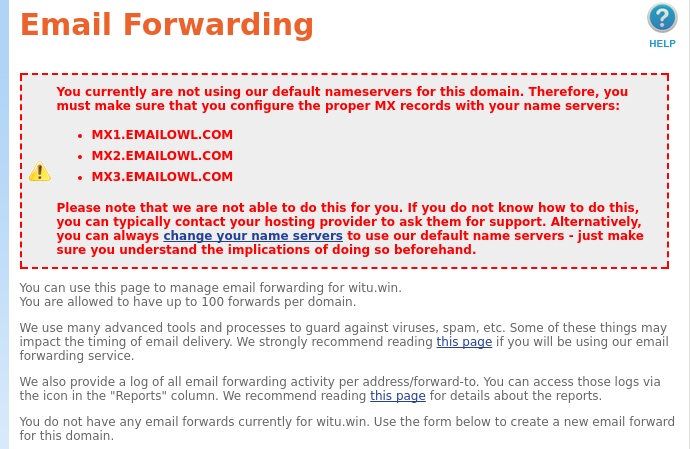 Email Forwarding
HELP
You currently are not using our default nameservers for this domain. Therefore, you
must make sure that you configure the proper MX records with your name servers:
• MX1.EMAILOWL.COM
• MX2.EMAILOWL.COM
• MX3.EMAILOWL.COM
Please note that we are not able to do this for you. If you do not know how to do this,
you can typically contact your hosting provider to ask them for support. Alternatively,
you can always change your name servers to use our default name servers - just make
sure you understand the implications of doing so beforehand.
You can use this page to manage email forwarding for witu.win.
You are allowed to have up to 100 forwards per domain.
We use many advanced tools and processes to guard against viruses, spam, etc. Some of these things may
impact the timing of email delivery. We strongly recommend reading this page if you will be using our email
forwarding service.
We also provide a log of all email forwarding activity per address/forward-to. You can access those logs via
the icon in the "Reports" column. We recommend reading this page for details about the reports.
You do not have any email forwards currently for witu.win. Use the form below to create a new email forward
for this domain.